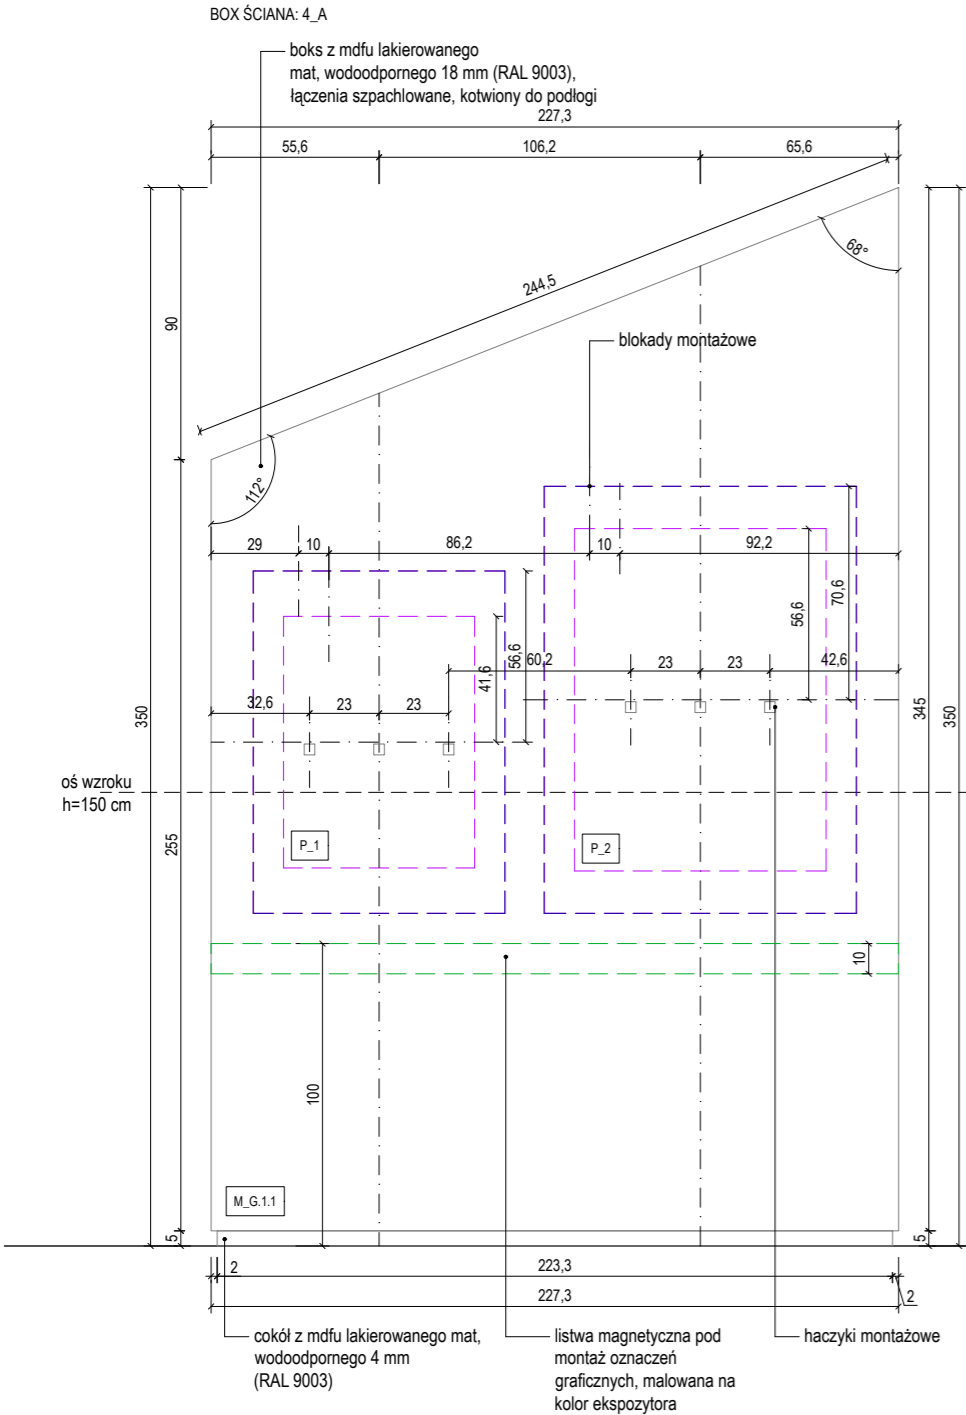 BOX ŚCIANA: 4_A
boks z mdfu lakierowanego
mat, wodoodpornego 18 mm (RAL 9003),
łączenia szpachlowane, kotwiony do podłogi
227,3
55,6 106,2 65,6
68°
244,5
90
blokady montażowe
112°
29 10 86,2 10 92,2
56,6 70,6
41,6 56,6 60,2 23 23 42,6
32,6 23 23
350 345 350
oś wzroku
h=150 cm
255
P_1 P_2
10
100
M_G.1.1
5 5
2 223,3
227,3 2
cokół z mdfu lakierowanego mat,
wodoodpornego 4 mm
(RAL 9003)
listwa magnetyczna pod
montaż oznaczeń
graficznych, malowana na
kolor ekspozytora
haczyki montażowe